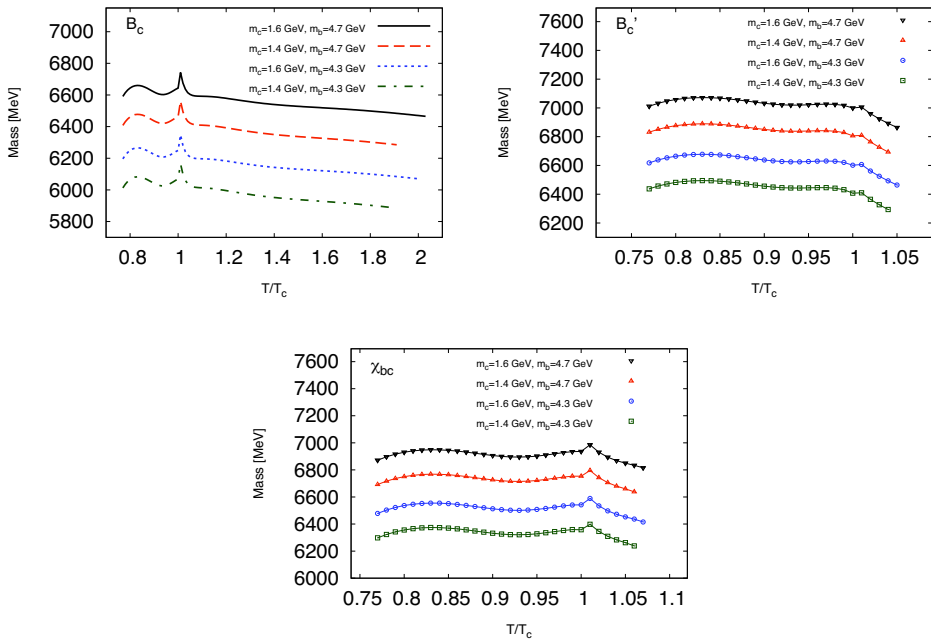 B_c
m_c=1.6 GeV, m_b=4.7 GeV
m_c=1.4 GeV, m_b=4.7 GeV
m_c=1.6 GeV, m_b=4.3 GeV
m_c=1.4 GeV, m_b=4.3 GeV
Mass [MeV]
7000
6800
6600
6400
6200
6000
5800
0.8 1 1.2 1.4 1.6 1.8 2
T/T_c
B_c’
m_c=1.6 GeV, m_b=4.7 GeV
m_c=1.4 GeV, m_b=4.7 GeV
m_c=1.6 GeV, m_b=4.3 GeV
m_c=1.4 GeV, m_b=4.3 GeV
Mass [MeV]
7600
7400
7200
7000
6800
6600
6400
6200
0.75 0.8 0.85 0.9 0.95 1 1.05
T/T_c
χ_bc
m_c=1.6 GeV, m_b=4.7 GeV
m_c=1.4 GeV, m_b=4.7 GeV
m_c=1.6 GeV, m_b=4.3 GeV
m_c=1.4 GeV, m_b=4.3 GeV
Mass [MeV]
7600
7400
7200
7000
6800
6600
6400
6200
6000
0.75 0.8 0.85 0.9 0.95 1 1.05 1.1
T/T_c